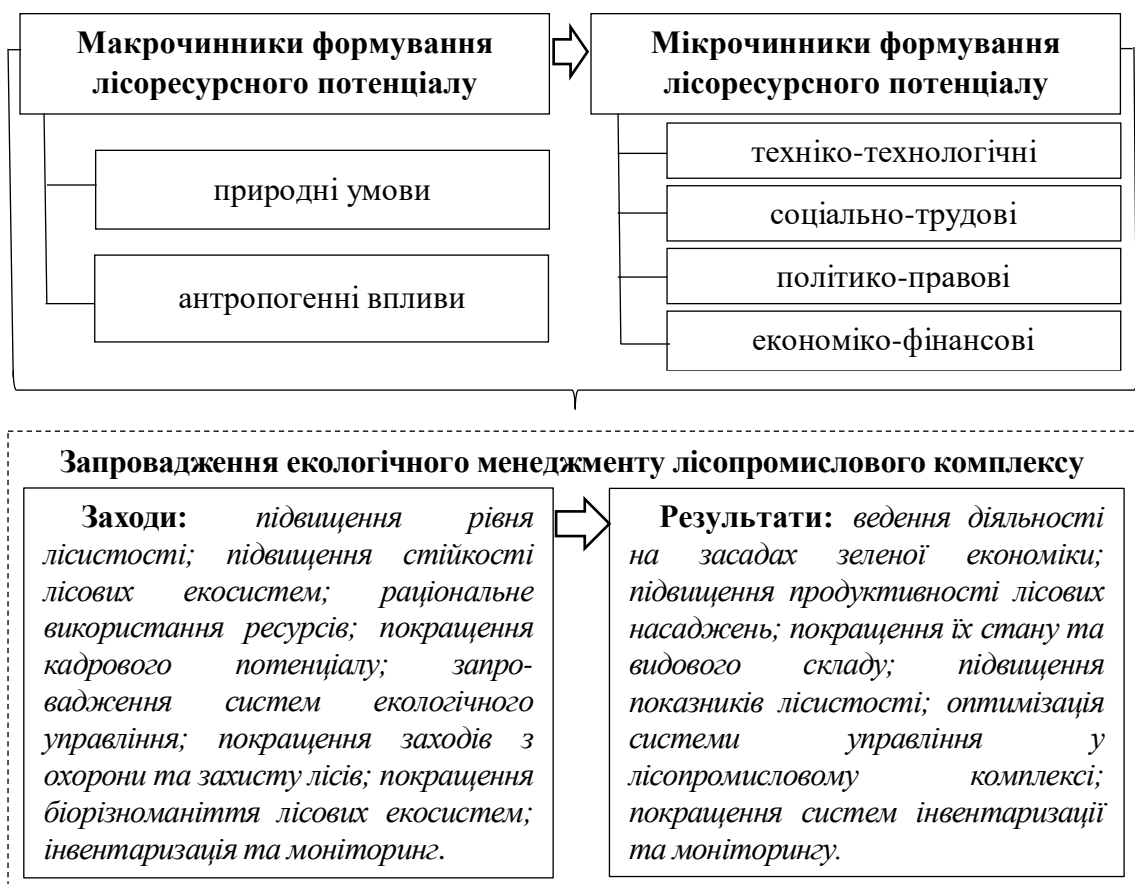 Макрочинники формування
лісоресурсного потенціалу
Мікрочинники формування
лісоресурсного потенціалу
природні умови
антропогенні впливи
техніко-технологічні
соціально-трудові
політико-правові
економіко-фінансові
Запровадження екологічного менеджменту лісопромислового комплексу
Заходи: підвищення рівня
лісистості; підвищення стійкості
лісових екосистем; раціональне
використання ресурсів; покращення
кадрового потенціалу; запро-
вадження систем екологічного
управління; покращення заходів з
охорони та захисту лісів; покращення
біорізноманіття лісових екосистем;
інвентаризація та моніторинг.
Результати: ведення діяльності
на засадах зеленої економіки;
підвищення продуктивності лісових
насаджень; покращення їх стану та
видового складу; підвищення
показників лісистості; оптимізація
системи управління у
лісопромисловому комплексі;
покращення систем інвентаризації
та моніторингу.